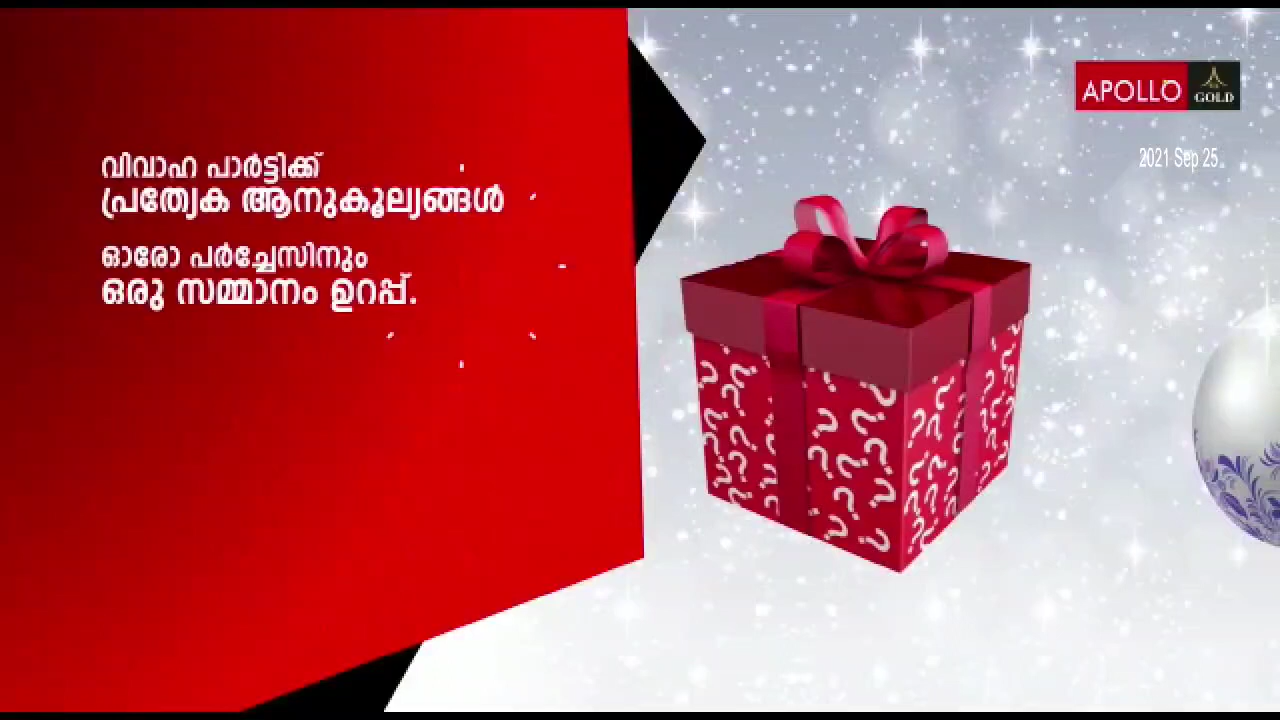 വിവാഹ പാർട്ടിക്ക്
പ്രത്യേക ആനുകൂല്യങ്ങൾ
ഓരോ പർച്ചേസിനും
ഒരു സമ്മാനം ഉറപ്പ്.
APOLLO GOLD
2021 Sep 25